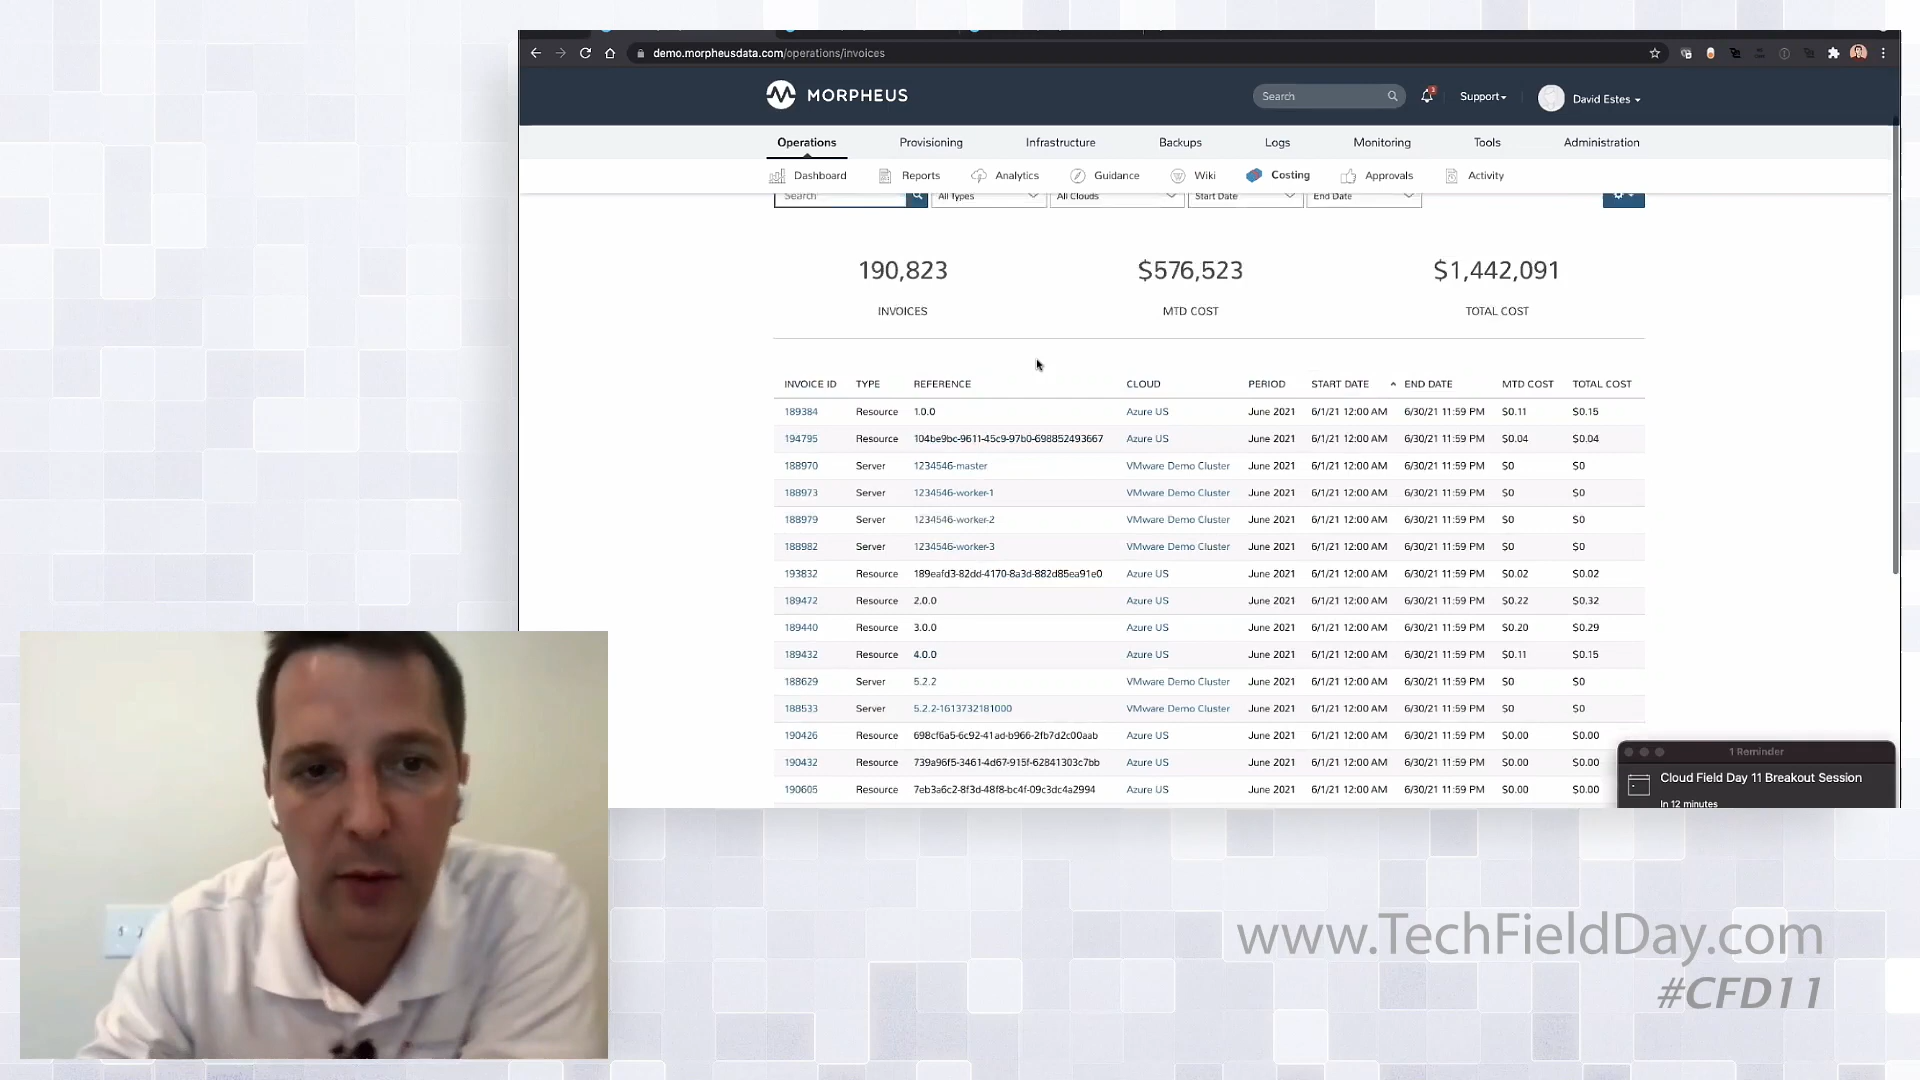 demo.morpheusdata.com/operations/invoices
MORPHEUS
Search
3
Support
David Estes
Operations Provisioning Infrastructure Backups Logs Monitoring Tools Administration
Dashboard Reports Analytics Guidance Wiki Costing Approvals Activity
Search All Types All Clouds Start Date End Date
190,823 $576,523 $1,442,091
INVOICES MTD COST TOTAL COST
INVOICE ID TYPE REFERENCE CLOUD PERIOD START DATE END DATE MTD COST TOTAL COST
189384 Resource 1.0.0 Azure US June 2021 6/1/21 12:00 AM 6/30/21 11:59 PM $0.11 $0.15
194795 Resource 104be9bc-9611-45c9-97b0-698852493667 Azure US June 2021 6/1/21 12:00 AM 6/30/21 11:59 PM $0.04 $0.04
188970 Server 1234546-master VMware Demo Cluster June 2021 6/1/21 12:00 AM 6/30/21 11:59 PM $0 $0
188973 Server 1234546-worker-1 VMware Demo Cluster June 2021 6/1/21 12:00 AM 6/30/21 11:59 PM $0 $0
188979 Server 1234546-worker-2 VMware Demo Cluster June 2021 6/1/21 12:00 AM 6/30/21 11:59 PM $0 $0
188982 Server 1234546-worker-3 VMware Demo Cluster June 2021 6/1/21 12:00 AM 6/30/21 11:59 PM $0 $0
193832 Resource 189eafd3-82dd-4170-8a3d-882d85ea91e0 Azure US June 2021 6/1/21 12:00 AM 6/30/21 11:59 PM $0.02 $0.02
189472 Resource 2.0.0 Azure US June 2021 6/1/21 12:00 AM 6/30/21 11:59 PM $0.22 $0.32
189440 Resource 3.0.0 Azure US June 2021 6/1/21 12:00 AM 6/30/21 11:59 PM $0.20 $0.29
189432 Resource 4.0.0 Azure US June 2021 6/1/21 12:00 AM 6/30/21 11:59 PM $0.11 $0.15
188629 Server 5.2.2 VMware Demo Cluster June 2021 6/1/21 12:00 AM 6/30/21 11:59 PM $0 $0
188533 Server 5.2.2-1613732181000 VMware Demo Cluster June 2021 6/1/21 12:00 AM 6/30/21 11:59 PM $0 $0
190426 Resource 698cf6a5-6c92-41ad-b966-2fb7d2c00aab Azure US June 2021 6/1/21 12:00 AM 6/30/21 11:59 PM $0.00 $0.00
190432 Resource 739a96f5-3461-4d67-915f-62841303c7bb Azure US June 2021 6/1/21 12:00 AM 6/30/21 11:59 PM $0.00 $0.00
190605 Resource 7eb3a6c2-8f3d-48f8-bc4f-09c3dc4a2994 Azure US June 2021 6/1/21 12:00 AM 6/30/21 11:59 PM $0.00 $0.00
1 Reminder
Cloud Field Day 11 Breakout Session
In 12 minutes
www.TechFieldDay.com
#CFD11